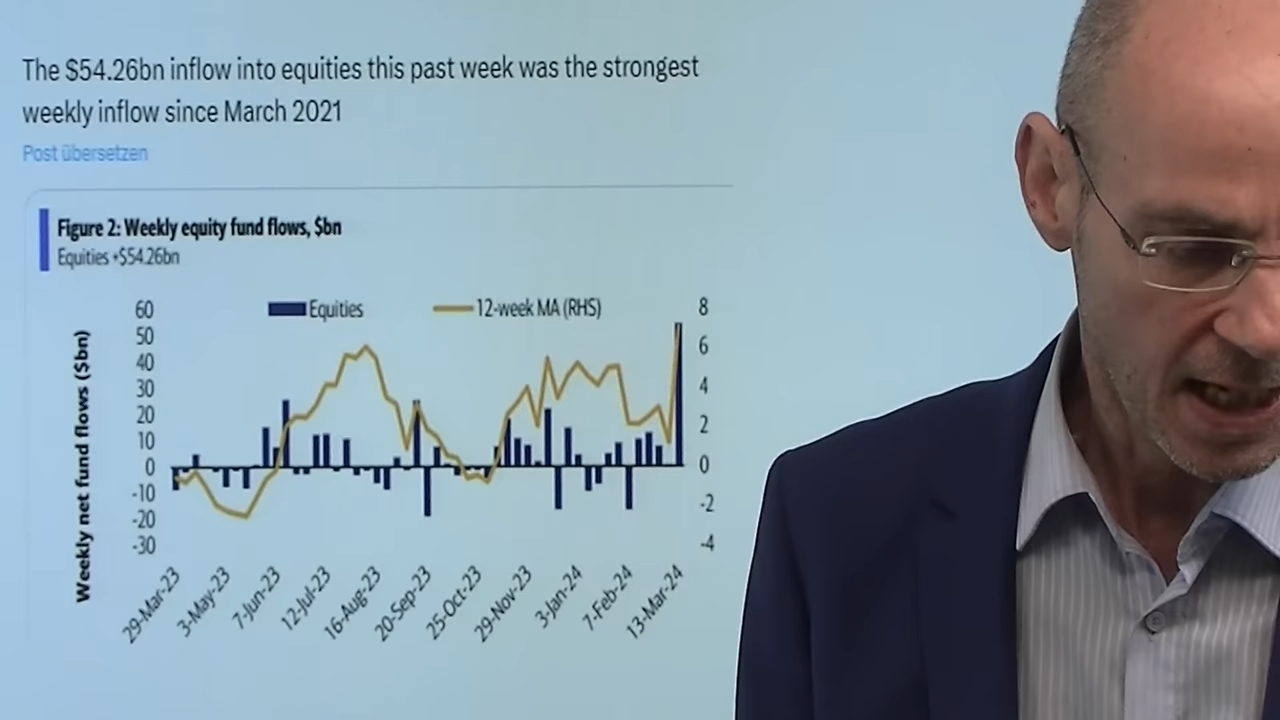 The $54.26bn inflow into equities this past week was the strongest
weekly inflow since March 2021
Post übersetzen
Figure 2: Weekly equity fund flows, $bn
Equities +$54.26bn
Equities
12-week MA (RHS)
Weekly net fund flows ($bn)
60
50
40
30
20
10
0
-10
-20
-30
8
6
4
2
0
-2
-4
29-Mar-23
3-May-23
7-Jun-23
12-Jul-23
16-Aug-23
20-Sep-23
25-Oct-23
29-Nov-23
3-Jan-24
7-Feb-24
13-Mar-24